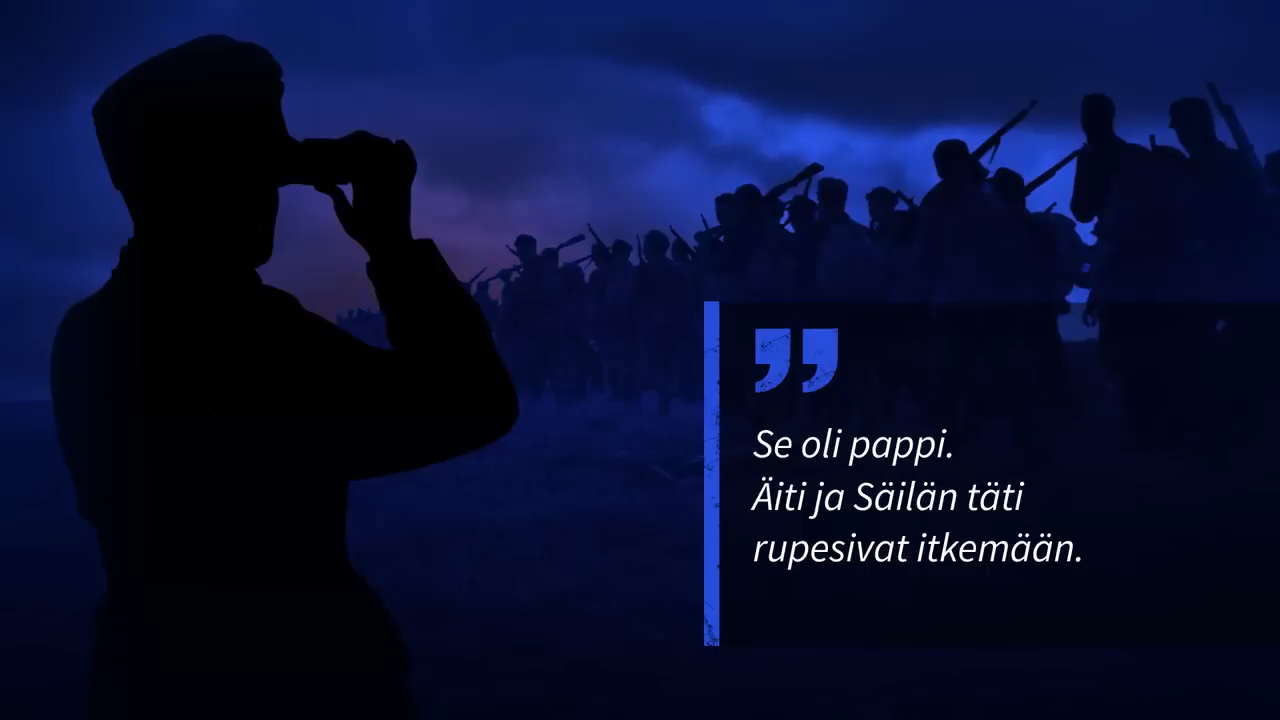 ”
Se oli pappi.
Äiti ja Säilän täti
rupesivat itkemään.